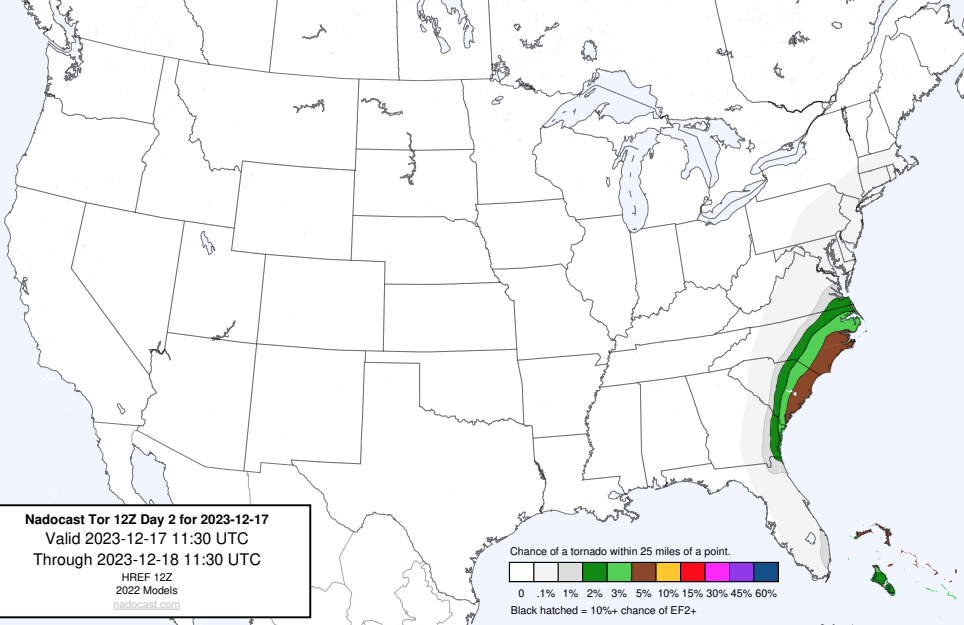 Nadocast Tor 12Z Day 2 for 2023-12-17
Valid 2023-12-17 11:30 UTC
Through 2023-12-18 11:30 UTC
HREF 12Z
2022 Models
nadocast.com
Chance of a tornado within 25 miles of a point.
0 .1% 1% 2% 3% 5% 10% 15% 30% 45% 60%
Black hatched = 10%+ chance of EF2+